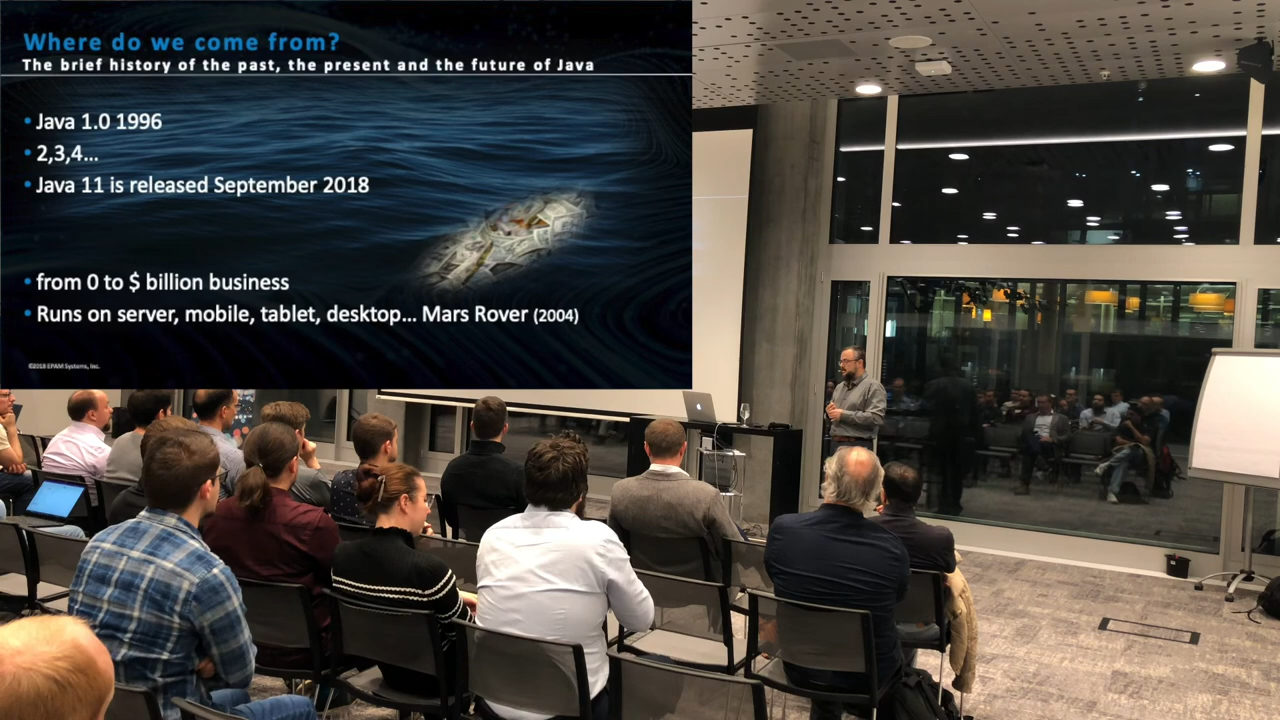 Where do we come from?
The brief history of the past, the present and the future of Java
• Java 1.0 1996
• 2,3,4...
• Java 11 is released September 2018
• from 0 to $ billion business
• Runs on server, mobile, tablet, desktop... Mars Rover (2004)
©2018 EPAM Systems, Inc.